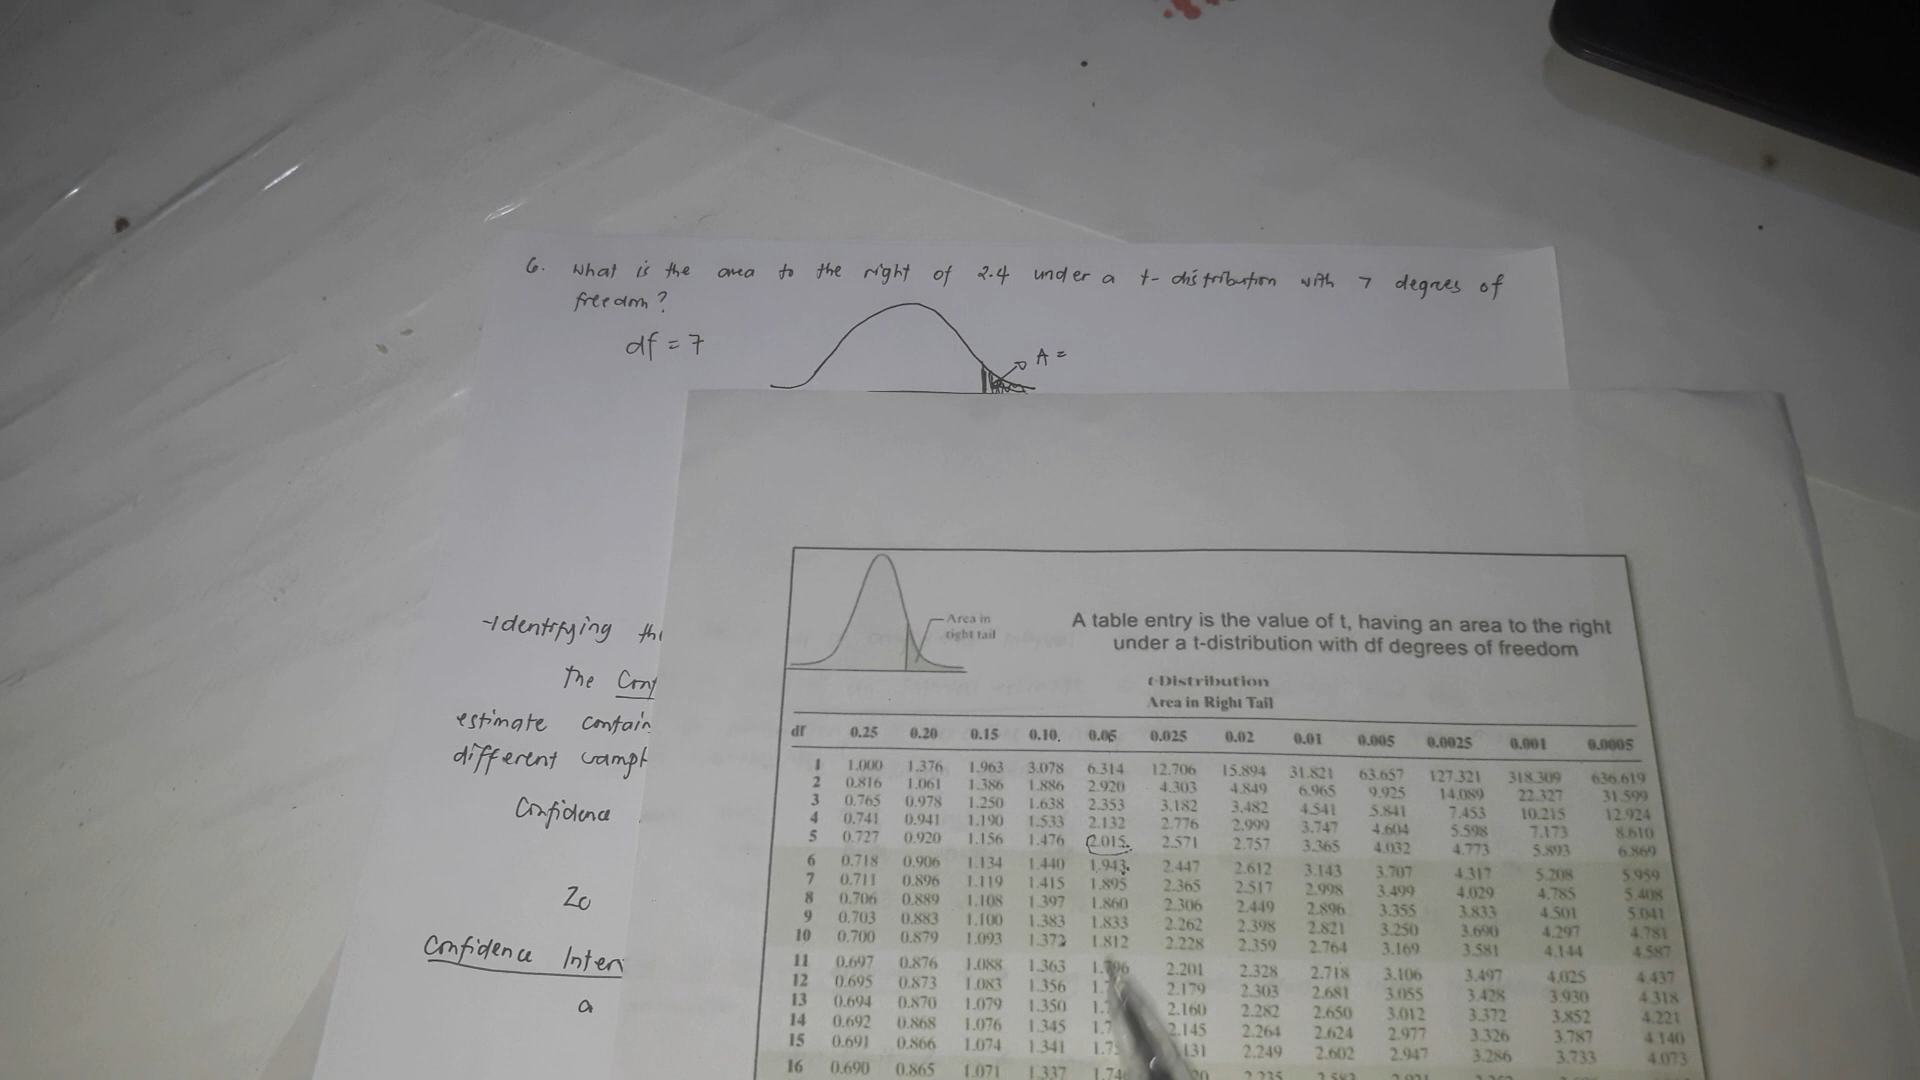 6. What is the area to the right of 2.4 under a t-distribution with 7 degrees of
freedom?
df = 7
A =
Area in
right tail
A table entry is the value of t, having an area to the right
under a t-distribution with df degrees of freedom
t-Distribution
Area in Right Tail
df 0.25 0.20 0.15 0.10. 0.05 0.025 0.02 0.01 0.005 0.0025 0.001 0.0005
1 1.000 1.376 1.963 3.078 6.314 12.706 15.894 31.821 63.657 127.321 318.309 636.619
2 0.816 1.061 1.386 1.886 2.920 4.303 4.849 6.965 9.925 14.089 22.327 31.599
3 0.765 0.978 1.250 1.638 2.353 3.182 3.482 4.541 5.841 7.453 10.215 12.924
4 0.741 0.941 1.190 1.533 2.132 2.776 2.999 3.747 4.604 5.598 7.173 8.610
5 0.727 0.920 1.156 1.476 2.015 2.571 2.757 3.365 4.032 4.773 5.893 6.869
6 0.718 0.906 1.134 1.440 1.943 2.447 2.612 3.143 3.707 4.317 5.208 5.959
7 0.711 0.896 1.119 1.415 1.895 2.365 2.517 2.998 3.499 4.029 4.785 5.408
8 0.706 0.889 1.108 1.397 1.860 2.306 2.449 2.896 3.355 3.833 4.501 5.041
9 0.703 0.883 1.100 1.383 1.833 2.262 2.398 2.821 3.250 3.690 4.297 4.781
10 0.700 0.879 1.093 1.372 1.812 2.228 2.359 2.764 3.169 3.581 4.144 4.587
11 0.697 0.876 1.088 1.363 1.796 2.201 2.328 2.718 3.106 3.497 4.025 4.437
12 0.695 0.873 1.083 1.356 2.179 2.303 2.681 3.055 3.428 3.930 4.318
13 0.694 0.870 1.079 1.350 2.160 2.282 2.650 3.012 3.372 3.852 4.221
14 0.692 0.868 1.076 1.345 2.145 2.264 2.624 2.977 3.326 3.787 4.140
15 0.691 0.866 1.074 1.341 131 2.249 2.602 2.947 3.286 3.733 4.073
16 0.690 0.865 1.071 1.337
-Identifying
the
estimate contain
different
Confidence
Zc
Confidence
a